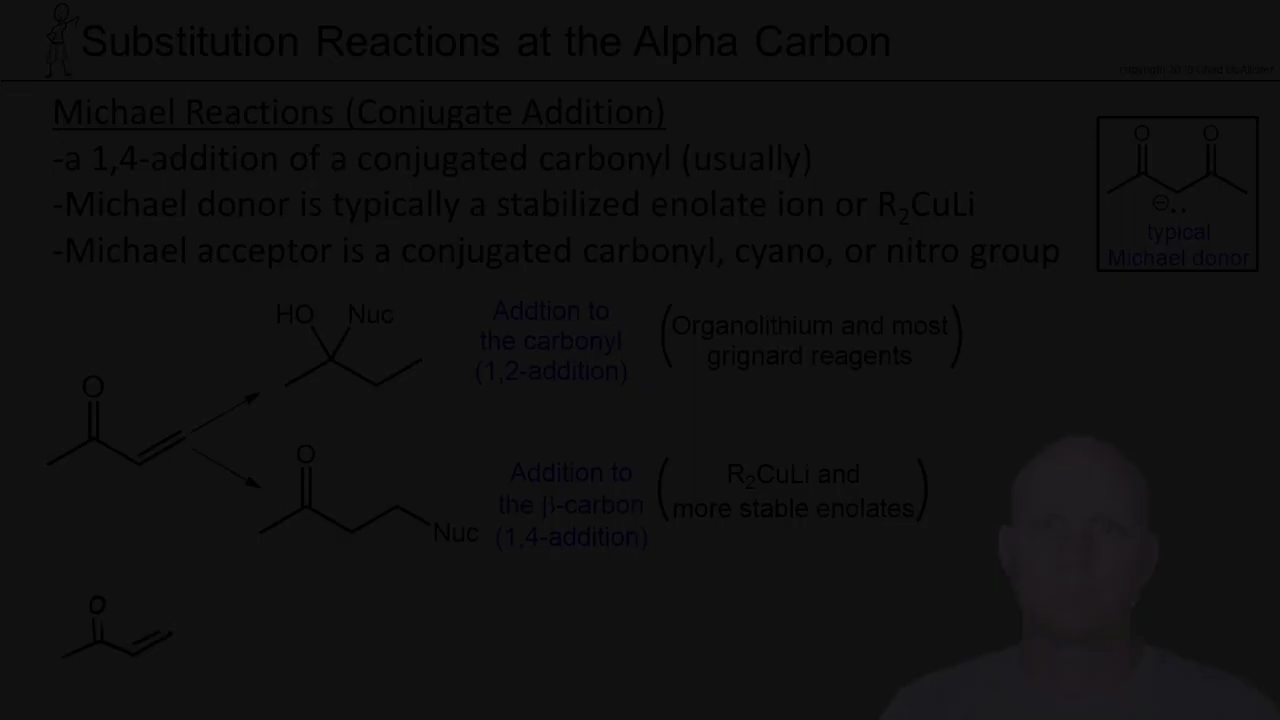 Substitution Reactions at the Alpha Carbon
Michael Reactions (Conjugate Addition)
-a 1,4-addition of a conjugated carbonyl (usually)
-Michael donor is typically a stabilized enolate ion or R₂CuLi
-Michael acceptor is a conjugated carbonyl, cyano, or nitro group
O O
⊖..
typical
Michael donor
HO Nuc
Addtion to
the carbonyl
(1,2-addition)
(Organolithium and most
grignard reagents)
O
O
Nuc
Addition to
the β-carbon
(1,4-addition)
(R₂CuLi and
more stable enolates)
O